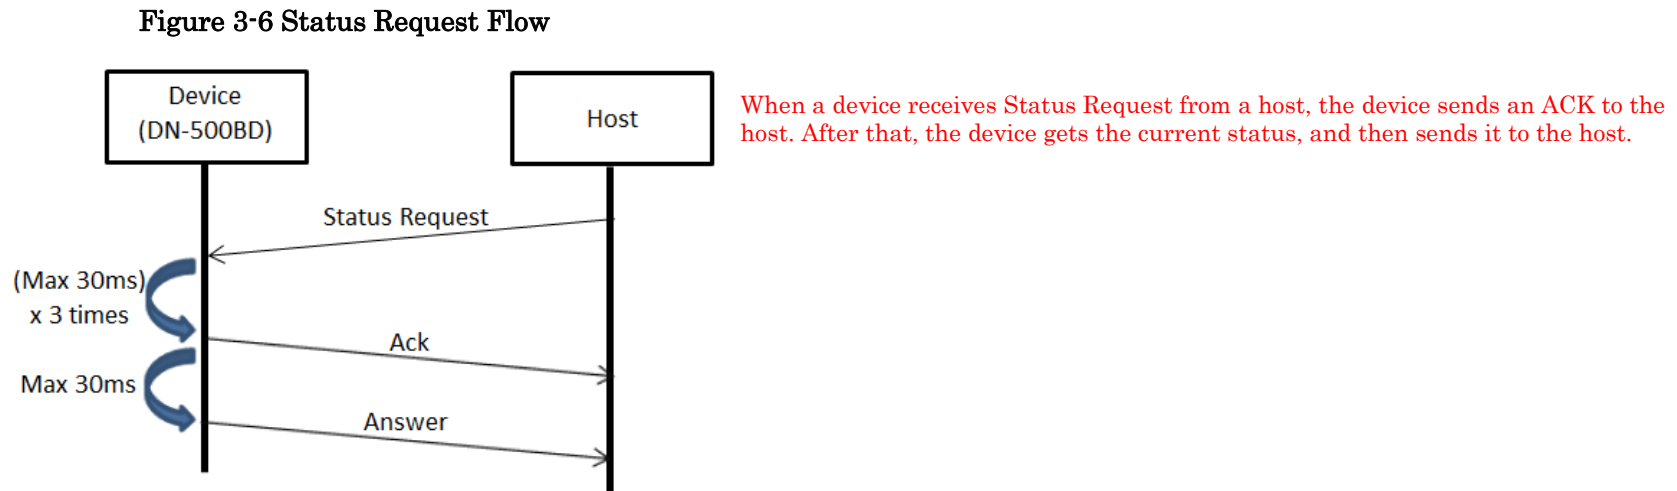 Figure 3-6 Status Request Flow
Device
(DN-500BD)
Host
When a device receives Status Request from a host, the device sends an ACK to the
host. After that, the device gets the current status, and then sends it to the host.
Status Request
(Max 30ms)
x 3 times
Ack
Max 30ms
Answer